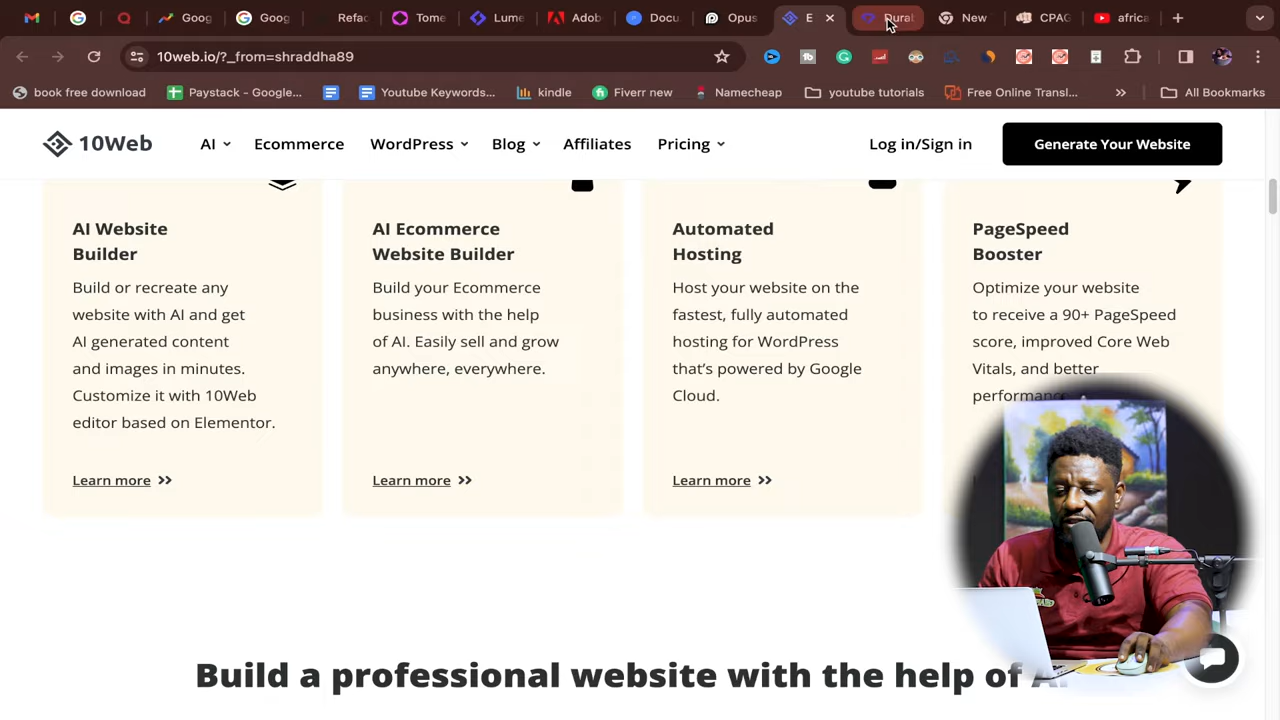 Goog
Goog
Refac
Tome
Lume
Adob
Docu
Opus
E
Dural
New
CPAG
africa
10web.io/?_from=shraddha89
book free download
Paystack - Google...
Youtube Keywords...
kindle
Fiverr new
Namecheap
youtube tutorials
Free Online Transl...
All Bookmarks
10Web
AI
Ecommerce
WordPress
Blog
Affiliates
Pricing
Log in/Sign in
Generate Your Website
AI Website
Builder
Build or recreate any
website with AI and get
AI generated content
and images in minutes.
Customize it with 10Web
editor based on Elementor.
Learn more
AI Ecommerce
Website Builder
Build your Ecommerce
business with the help
of AI. Easily sell and grow
anywhere, everywhere.
Learn more
Automated
Hosting
Host your website on the
fastest, fully automated
hosting for WordPress
that's powered by Google
Cloud.
Learn more
PageSpeed
Booster
Optimize your website
to receive a 90+ PageSpeed
score, improved Core Web
Vitals, and better
performance
Build a professional website with the help of AI